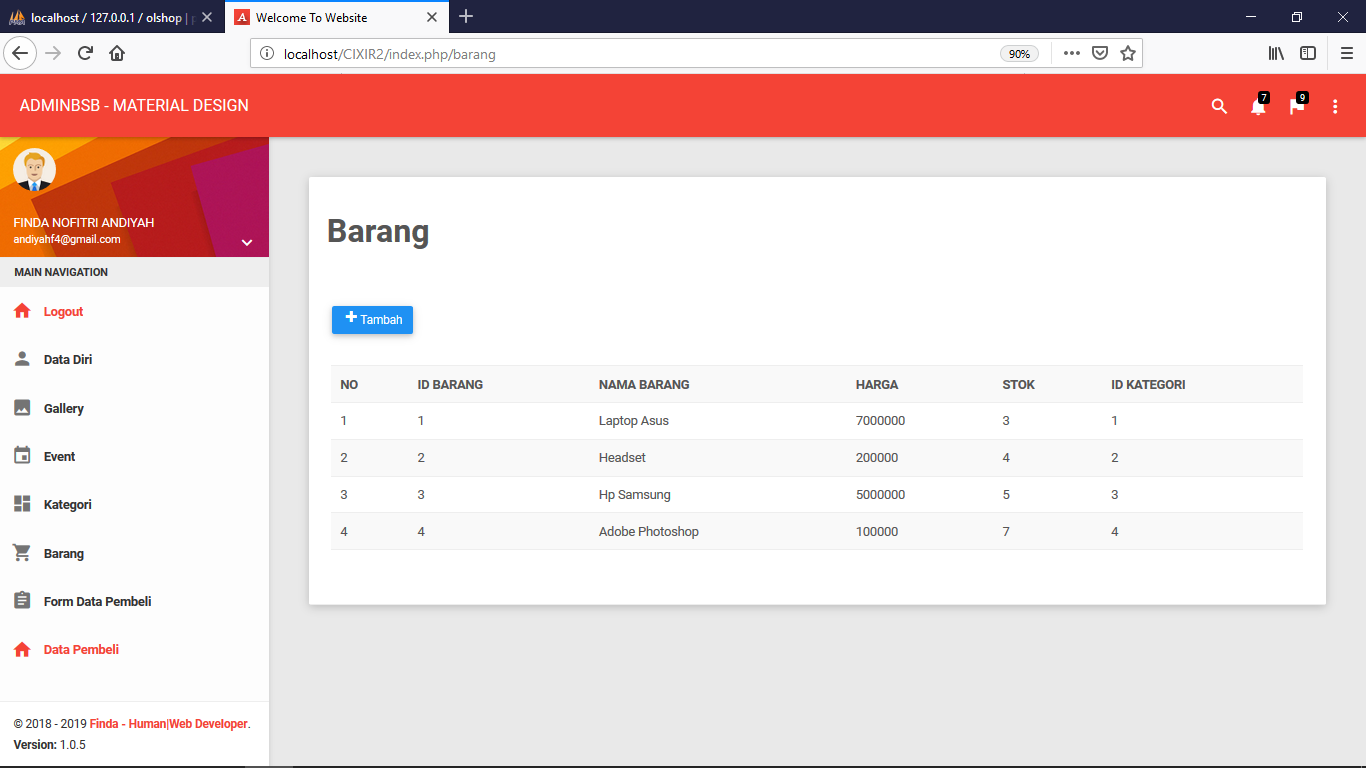 localhost / 127.0.0.1 / olshop |
Welcome To Website
localhost/CIXIR2/index.php/barang
90%
ADMINBSB - MATERIAL DESIGN
7
9
FINDA NOFITRI ANDIYAH
andiyahf4@gmail.com
MAIN NAVIGATION
Logout
Data Diri
Gallery
Event
Kategori
Barang
Form Data Pembeli
Data Pembeli
© 2018 - 2019 Finda - Human|Web Developer.
Version: 1.0.5
Barang
Tambah
NO ID BARANG NAMA BARANG HARGA STOK ID KATEGORI
1 1 Laptop Asus 7000000 3 1
2 2 Headset 200000 4 2
3 3 Hp Samsung 5000000 5 3
4 4 Adobe Photoshop 100000 7 4